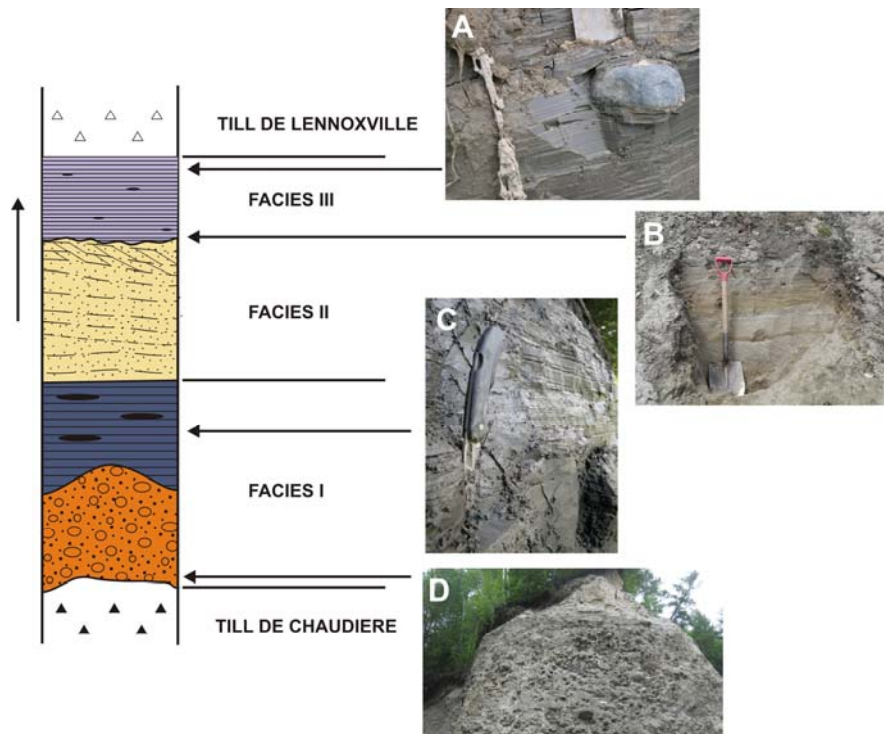 A
TILL DE LENNOXVILLE
FACIES III
B
FACIES II
C
FACIES I
D
TILL DE CHAUDIERE